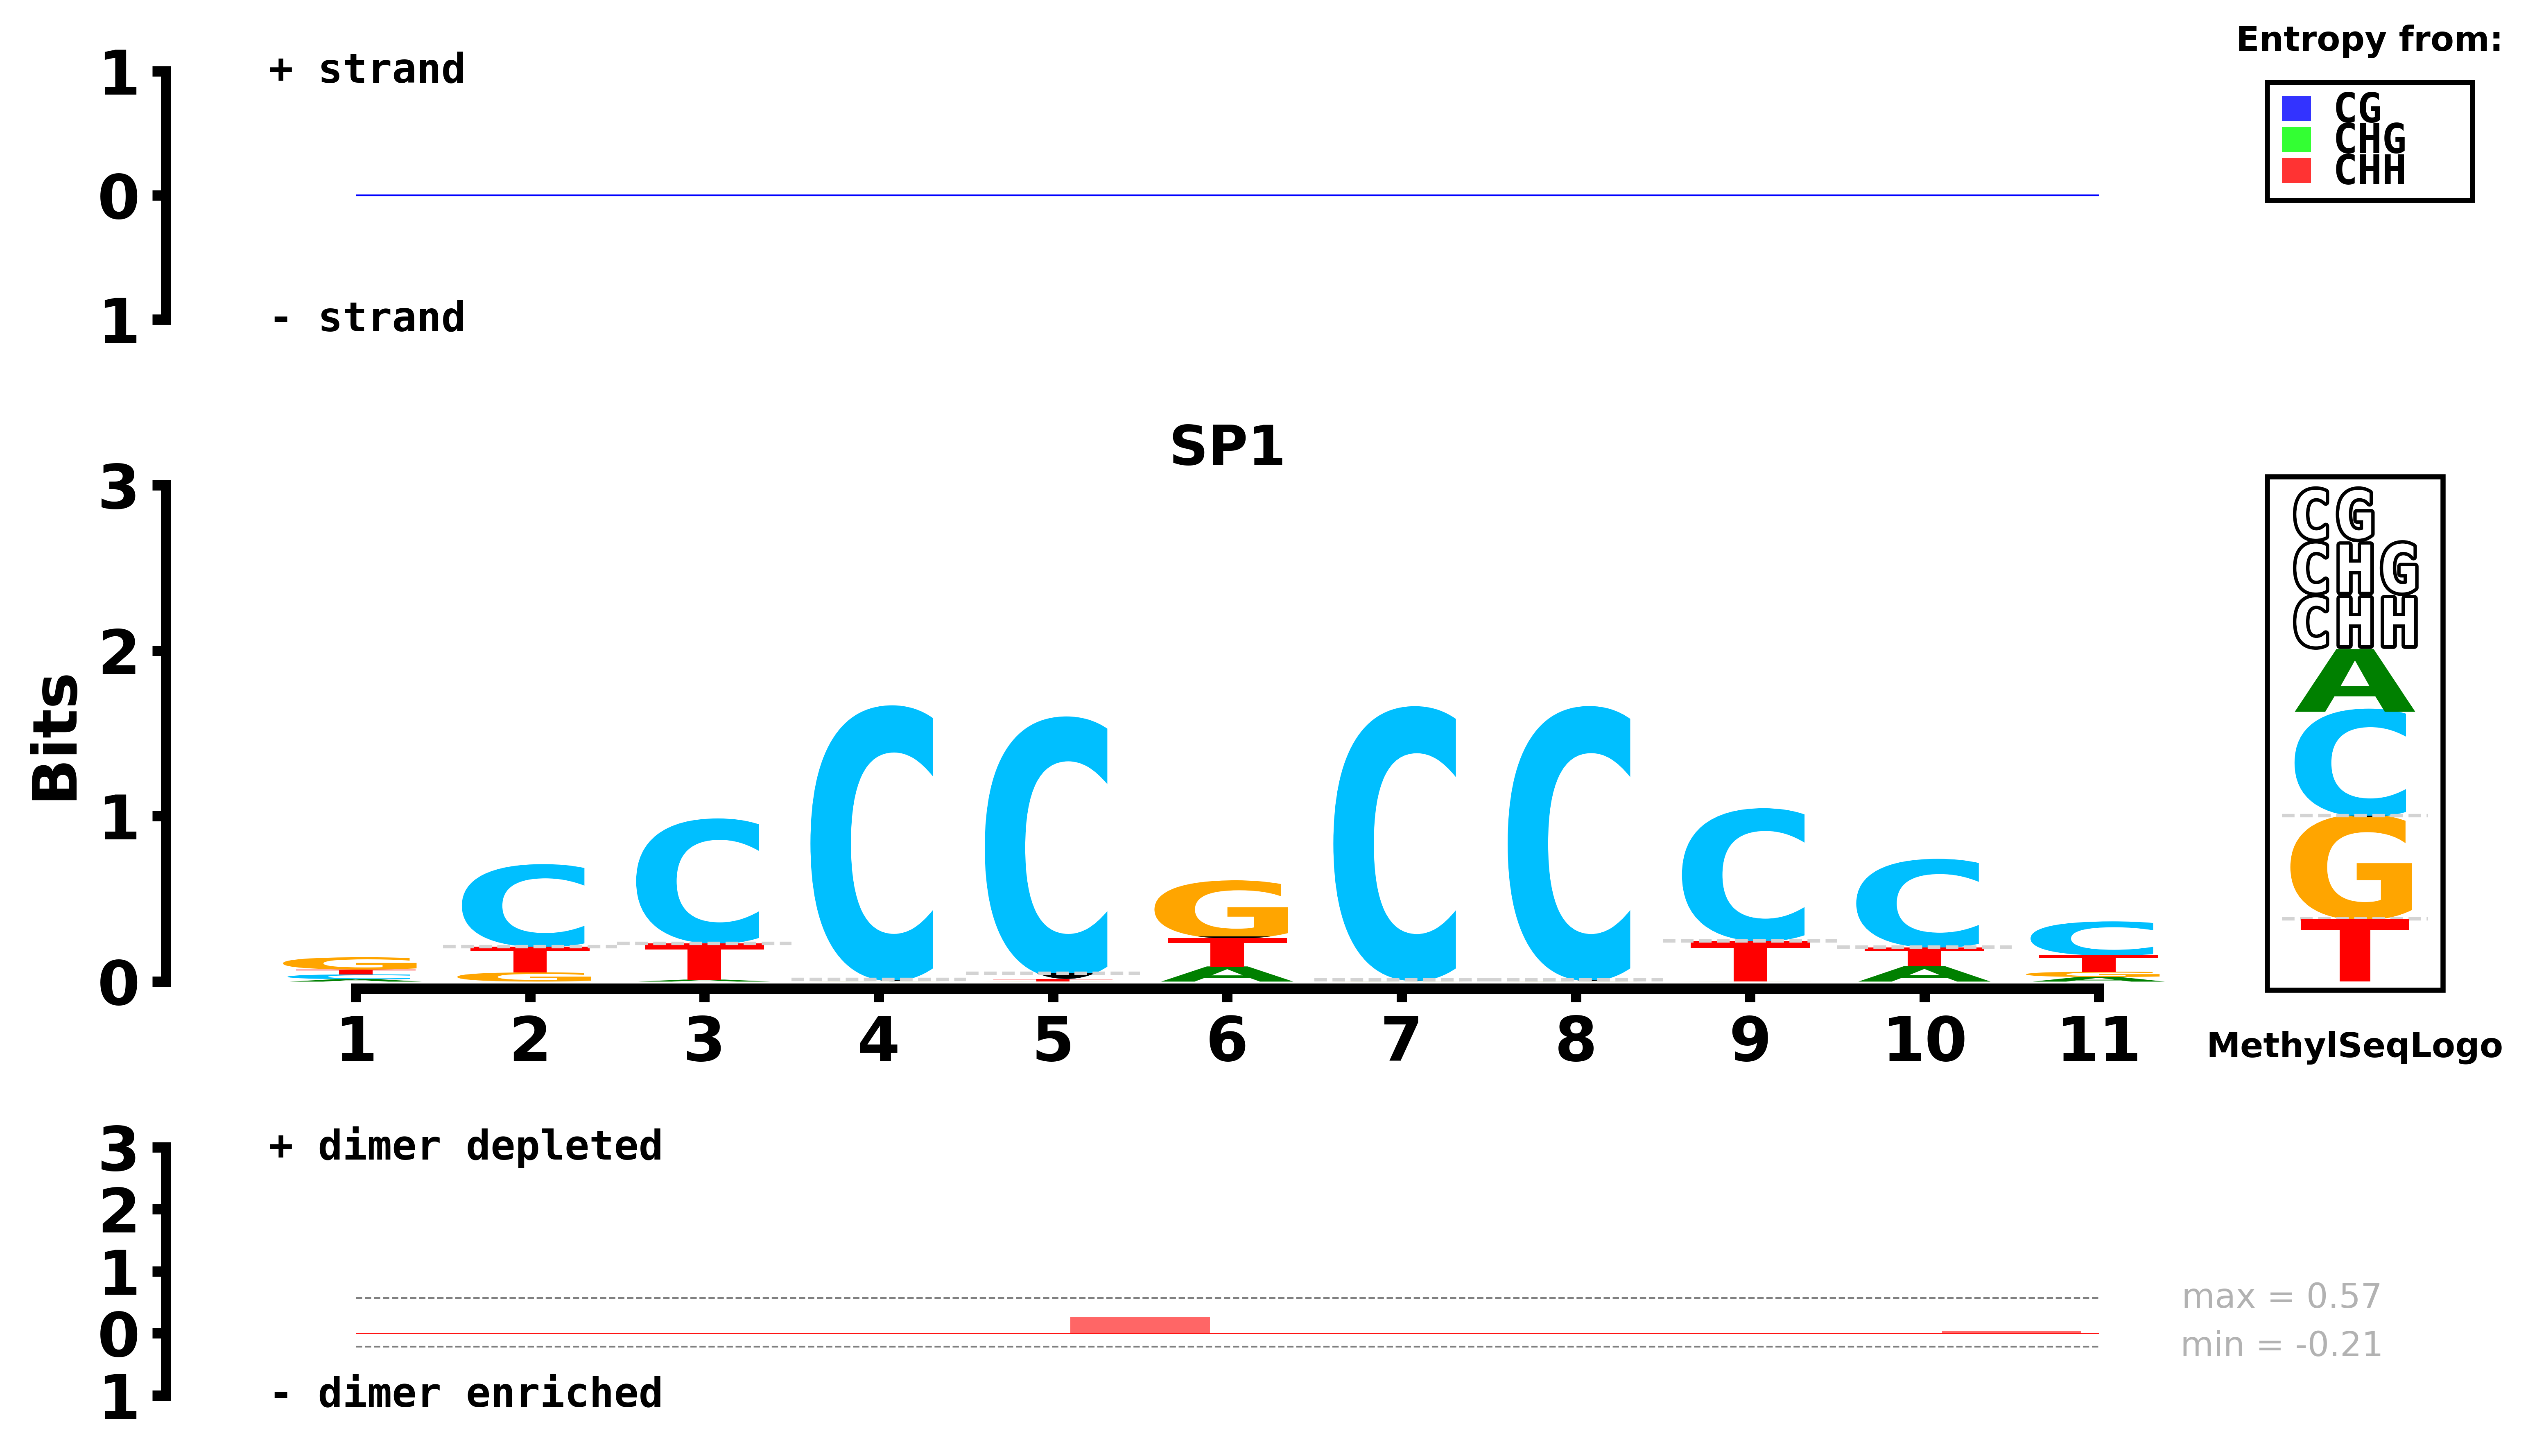 Entropy from:
CG
CHG
CHH
1
0
1
+ strand
- strand
SP1
Bits
3
2
1
0
G T C A
C T G
C T A
C
C T
G T A
C
C
C T
C T A
C T G A
1 2 3 4 5 6 7 8 9 10 11
CG
CHG
CHH
A
C
G
T
MethylSeqLogo
3
2
1
0
1
+ dimer depleted
- dimer enriched
max = 0.57
min = -0.21